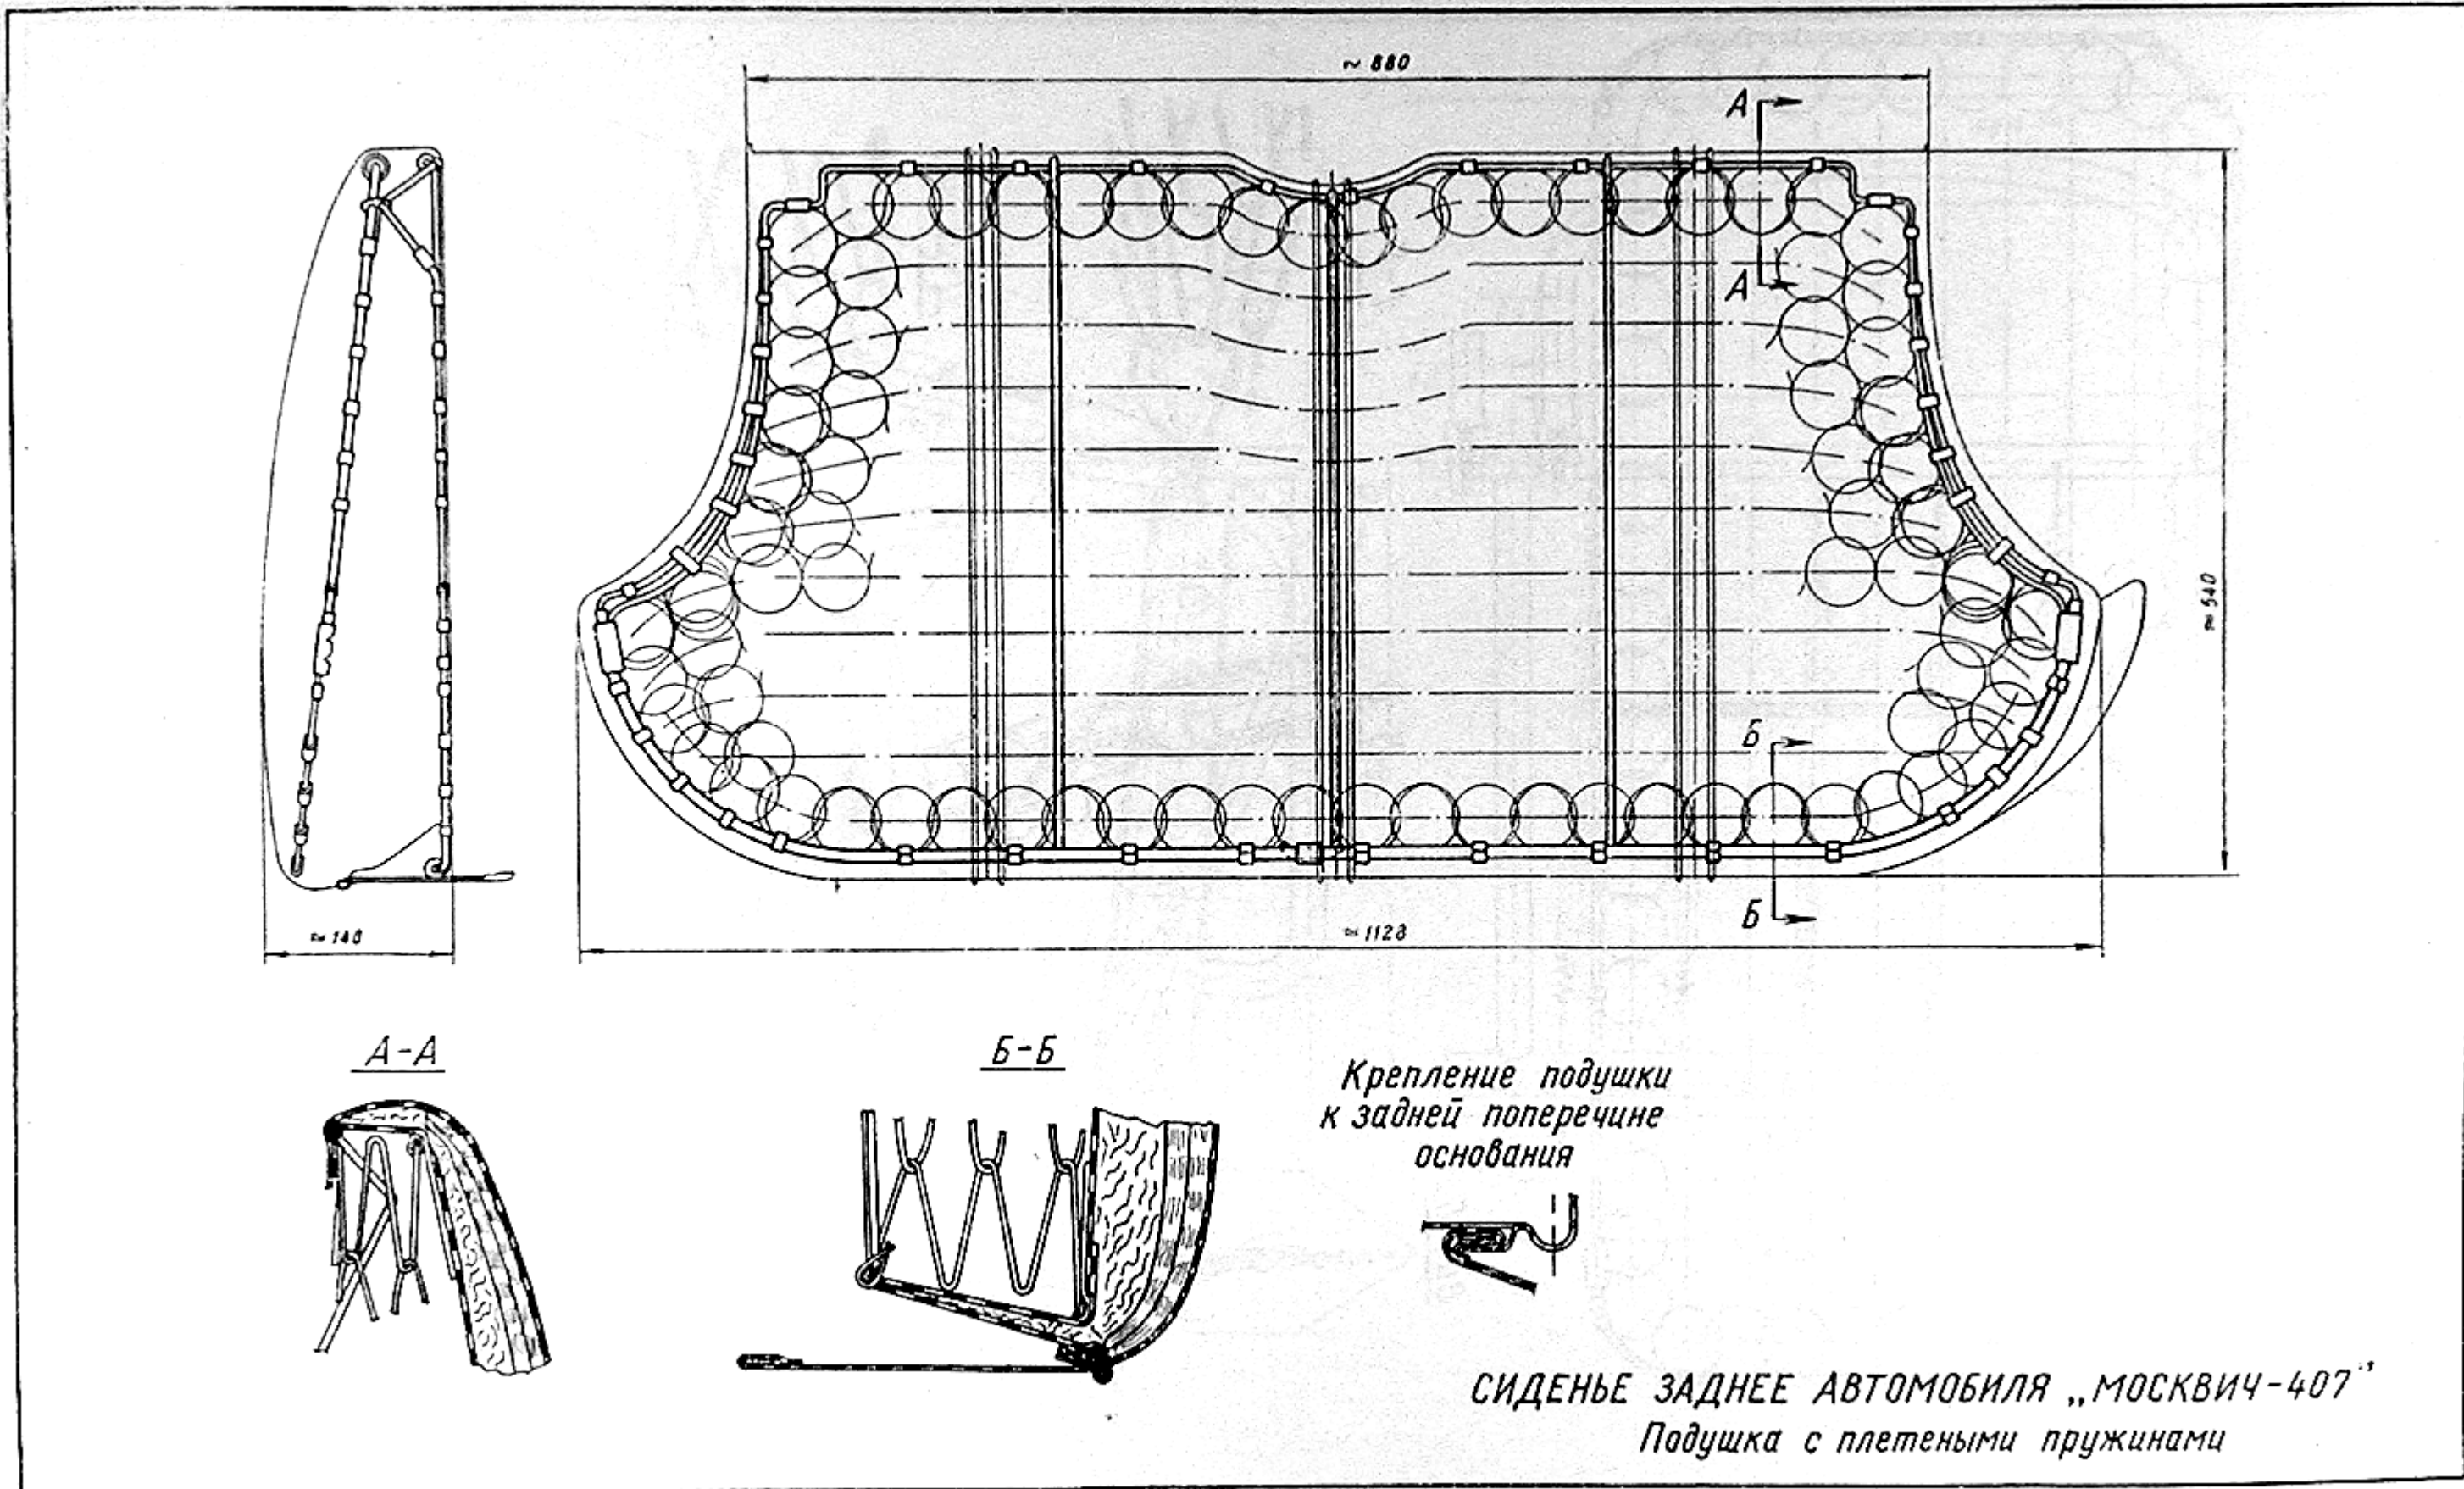 ~ 880
А
А
≈ 540
Б
Б
≈ 140
≈ 1128
А-А
Б-Б
Крепление подушки
к задней поперечине
основания
СИДЕНЬЕ ЗАДНЕЕ АВТОМОБИЛЯ „МОСКВИЧ-407"
Подушка с плетеными пружинами